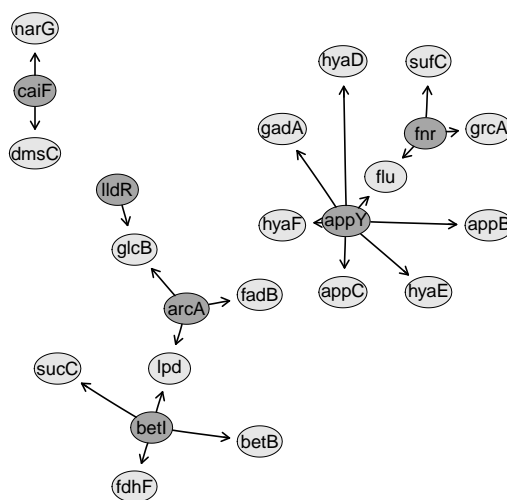 narG
hyaD
sufC
caiF
gadA
fnr
grcA
dmsC
flu
lldR
hyaF
appY
appB
glcB
appC
hyaE
fadB
arcA
sucC
lpd
betI
betB
fdhF